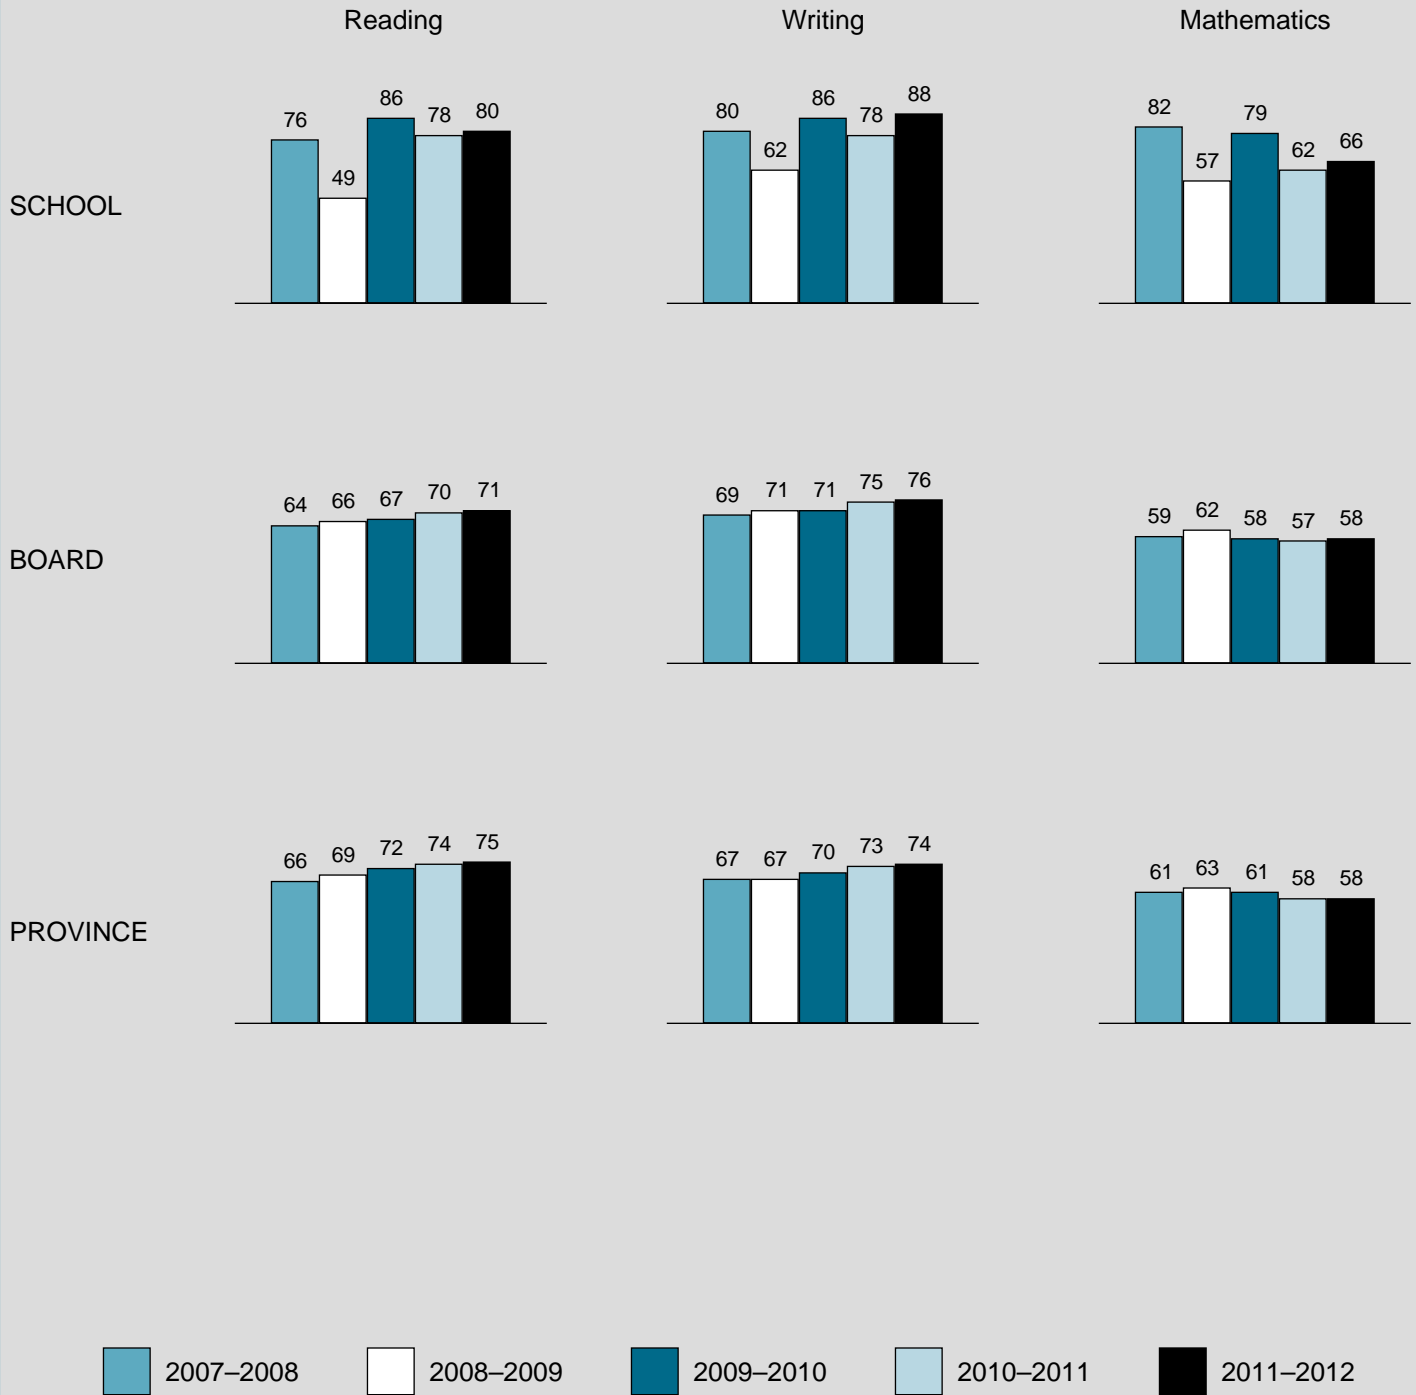 Reading Writing Mathematics
SCHOOL
76 49 86 78 80
80 62 86 78 88
82 57 79 62 66
BOARD
64 66 67 70 71
69 71 71 75 76
59 62 58 57 58
PROVINCE
66 69 72 74 75
67 67 70 73 74
61 63 61 58 58
2007–2008 2008–2009 2009–2010 2010–2011 2011–2012